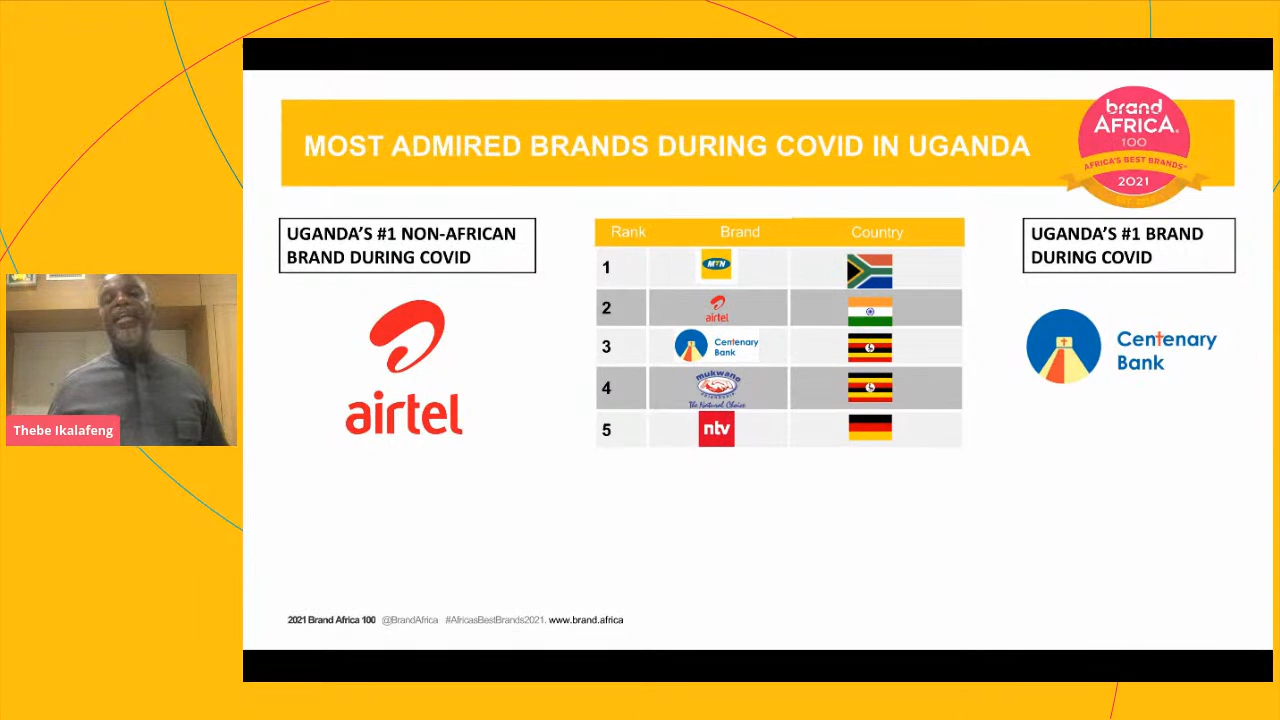 MOST ADMIRED BRANDS DURING COVID IN UGANDA
brand
AFRICA
100
AFRICA'S BEST BRANDS
2021
UGANDA'S #1 NON-AFRICAN
BRAND DURING COVID
airtel
Rank Brand Country
1 MTN
2 airtel
3 Centenary
Bank
4 mukwano
The Natural Choice
5 ntv
UGANDA'S #1 BRAND
DURING COVID
Centenary
Bank
Thebe Ikalafeng
2021 Brand Africa 100 @BrandAfrica #AfricasBestBrands2021. www.brand.africa